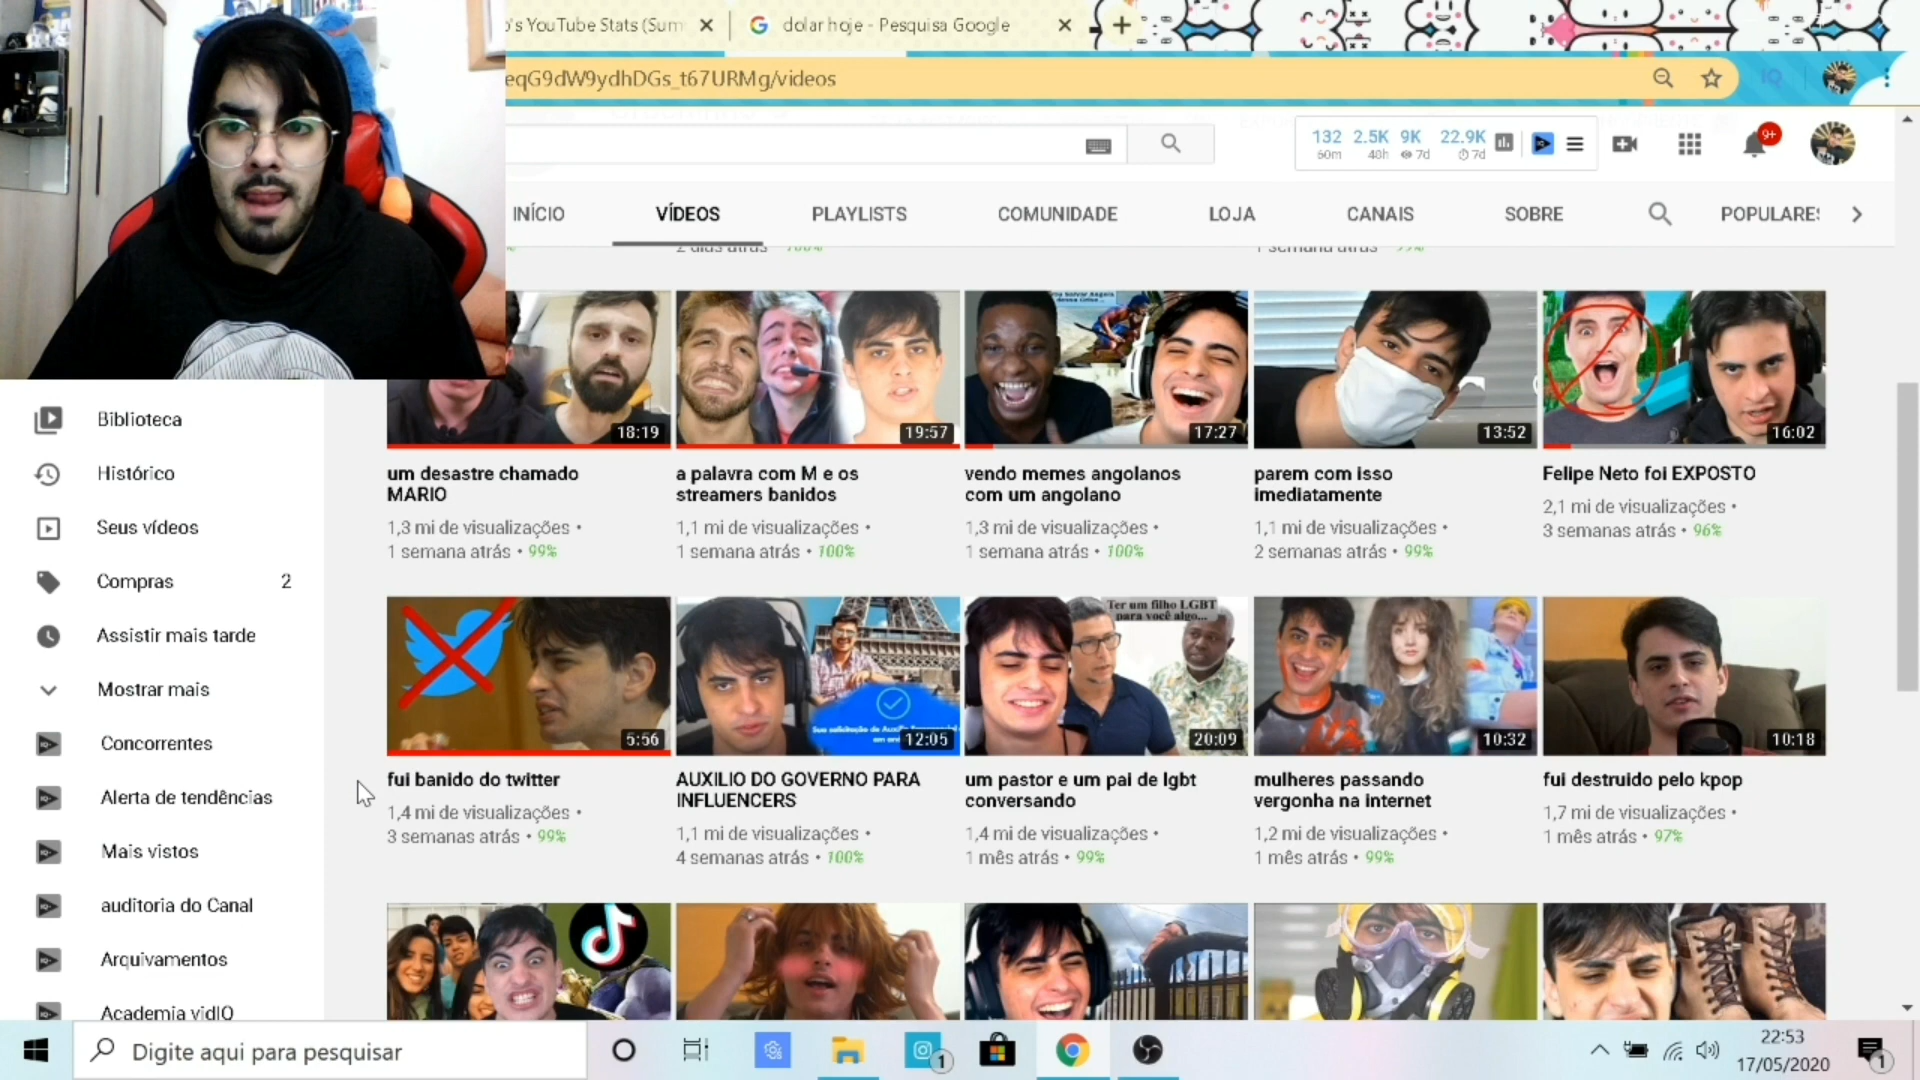 o's YouTube Stats (Sum
dolar hoje - Pesquisa Google
eqG9dW9ydhDGs_t67URMg/videos
132 2.5K 9K 22.9K
60m 48h 7d 7d
9+
INÍCIO VÍDEOS PLAYLISTS COMUNIDADE LOJA CANAIS SOBRE POPULARES
2 dias atrás 100%
1 semana atrás 99%
18:19
19:57
17:27
13:52
16:02
um desastre chamado
MARIO
1,3 mi de visualizações •
1 semana atrás • 99%
a palavra com M e os
streamers banidos
1,1 mi de visualizações •
1 semana atrás • 100%
vendo memes angolanos
com um angolano
1,3 mi de visualizações •
1 semana atrás • 100%
parem com isso
imediatamente
1,1 mi de visualizações •
2 semanas atrás • 99%
Felipe Neto foi EXPOSTO
2,1 mi de visualizações •
3 semanas atrás • 96%
Biblioteca
Histórico
Seus vídeos
Compras 2
Assistir mais tarde
Mostrar mais
Concorrentes
Alerta de tendências
Mais vistos
auditoria do Canal
Arquivamentos
Academia vidIQ
Ter um filho LGBT
para você algo...
5:56
12:05
20:09
10:32
10:18
fui banido do twitter
1,4 mi de visualizações •
3 semanas atrás • 99%
AUXILIO DO GOVERNO PARA
INFLUENCERS
1,1 mi de visualizações •
4 semanas atrás • 100%
um pastor e um pai de lgbt
conversando
1,4 mi de visualizações •
1 mês atrás • 99%
mulheres passando
vergonha na internet
1,2 mi de visualizações •
1 mês atrás • 99%
fui destruido pelo kpop
1,7 mi de visualizações •
1 mês atrás • 97%
Digite aqui para pesquisar
1
22:53
17/05/2020
1